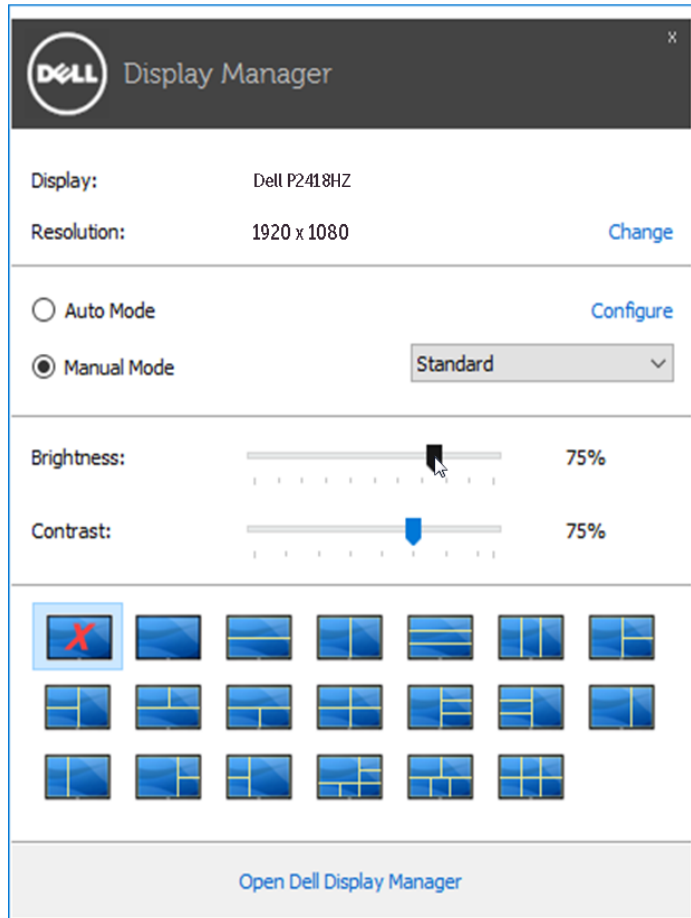 DELL Display Manager x
Display: Dell P2418HZ
Resolution: 1920 x 1080 Change
Auto Mode Configure
Manual Mode Standard
Brightness: 75%
Contrast: 75%
X
Open Dell Display Manager